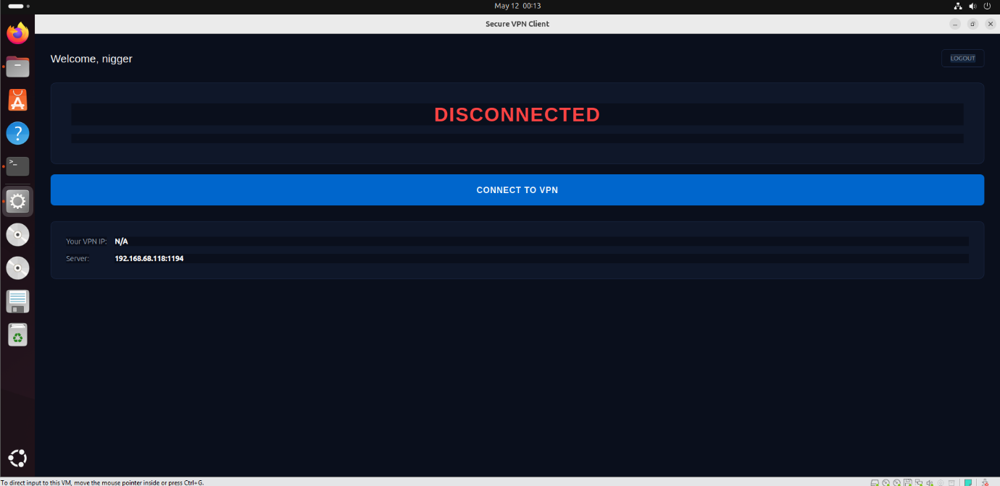 May 12 00:13
Secure VPN Client
Welcome, nigger
LOGOUT
DISCONNECTED
CONNECT TO VPN
Your VPN IP: N/A
Server: 192.168.68.118:1194
To direct input to this VM, move the mouse pointer inside or press Ctrl+G.